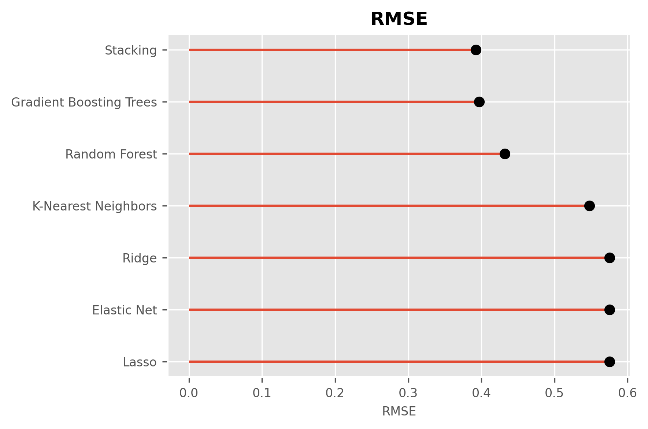 RMSE
Stacking
Gradient Boosting Trees
Random Forest
K-Nearest Neighbors
Ridge
Elastic Net
Lasso
0.0 0.1 0.2 0.3 0.4 0.5 0.6
RMSE